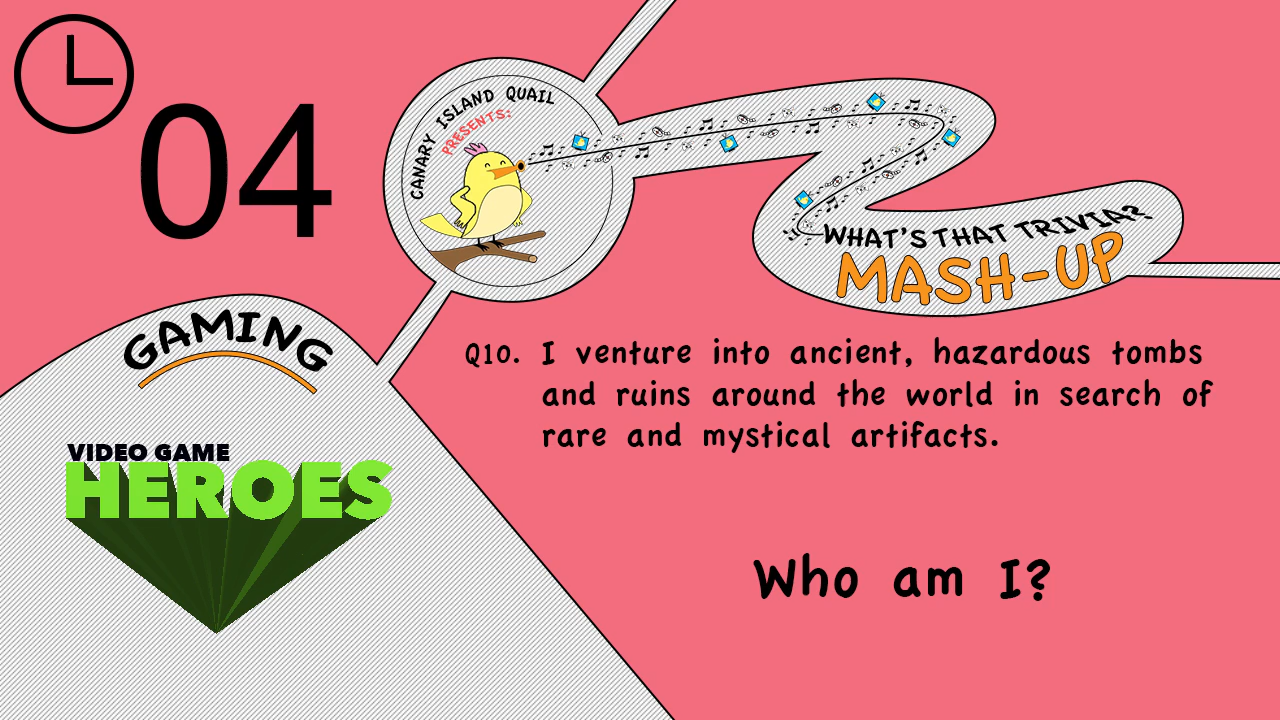 04
CANARY ISLAND QUAIL
PRESENTS:
WHAT'S THAT TRIVIA?
MASH-UP
GAMING
VIDEO GAME
HEROES
Q10. I venture into ancient, hazardous tombs
and ruins around the world in search of
rare and mystical artifacts.
Who am I?